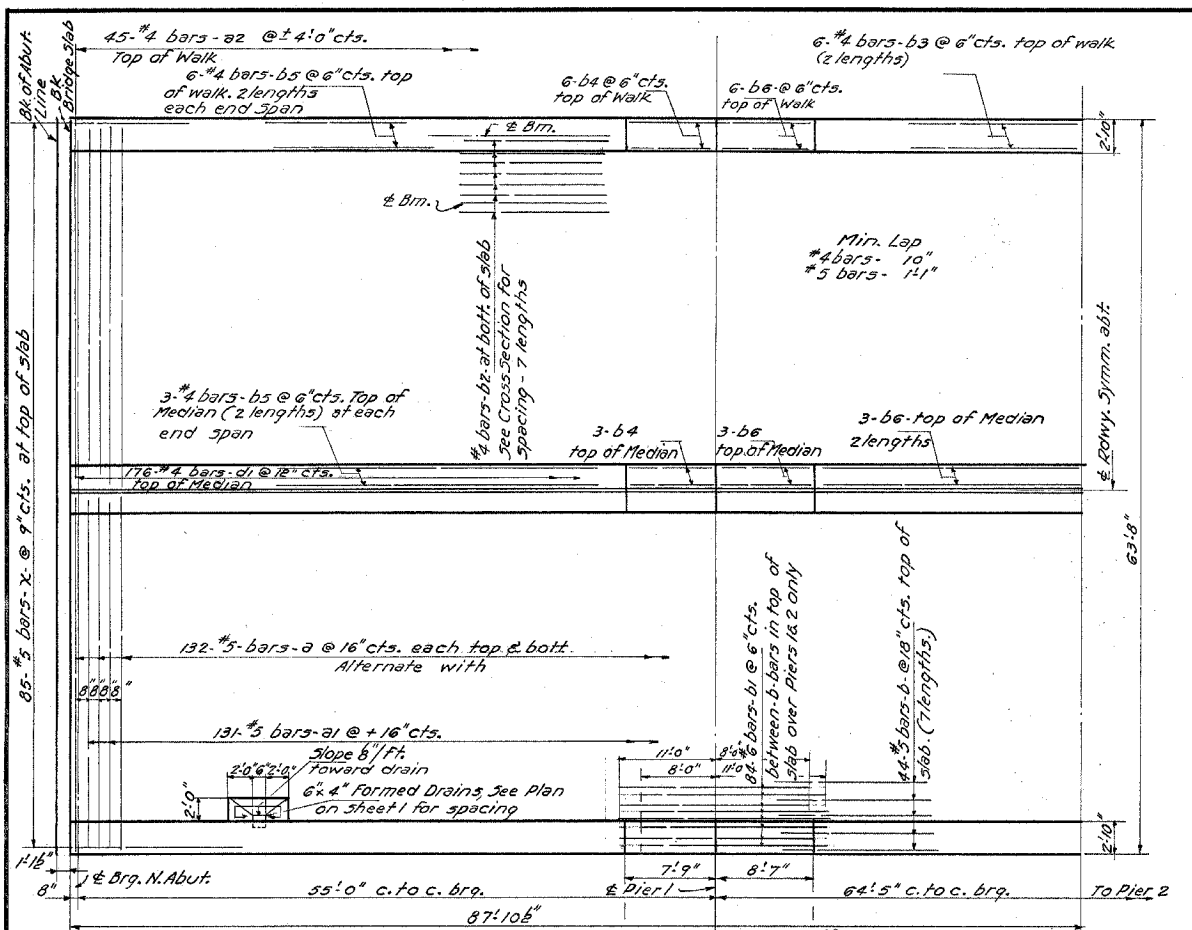 45-#4 bars-a2 @ ± 4'-0" cts.
Top of Walk
6-#4 bars-b5 @ 6" cts. top
of walk. 2 lengths
each end span
6-b4 @ 6" cts.
top of Walk
6-b6-@ 6" cts.
top of Walk
6-#4 bars-b3 @ 6" cts. top of walk
(2 lengths)
Bk. of Abut.
Line
Bk
Bridge Slab
℄ Bm.
℄ Bm.
2'-10"
Min. Lap
#4 bars- 10"
#5 bars- 1'-1"
#4 bars-b2-at bott. of slab
See Cross Section for
spacing - 7 lengths
85-#5 bars-x-@ 9" cts. at top of slab
3-#4 bars-b5 @ 6" cts. Top of
Median (2 lengths) at each
end span
3-b4
top of Median
3-b6
top of Median
3-b6-top of Median
2 lengths
℄ Rdwy. Symm. abt.
176-#4 bars-d1 @ 12" cts.
top of Median
63'-8"
132-#5-bars-a @ 16" cts. each top & bott.
Alternate with
8" 8" 8" 8"
131-#5 bars-a1 @ + 16" cts.
Slope 8"/ft.
toward drain
2'-0" 6" 2'-0"
2'-0"
6"x 4" Formed Drains, See Plan
on Sheet 1 for spacing
84-#6 bars-b1 @ 6" cts.
between-b-bars in top of
slab over Piers 1 & 2 only
44-#5 bars-b-@ 18" cts. top of
slab. (7 lengths.)
11'-0"
8'-0"
8'-0"
11'-0"
2'-10"
1'-1½"
8"
℄ Brg. N. Abut.
7'-9"
8'-7"
55'-0" c. to c. brg.
℄ Pier 1
64'-5" c. to c. brg.
To Pier 2
87'-10½"